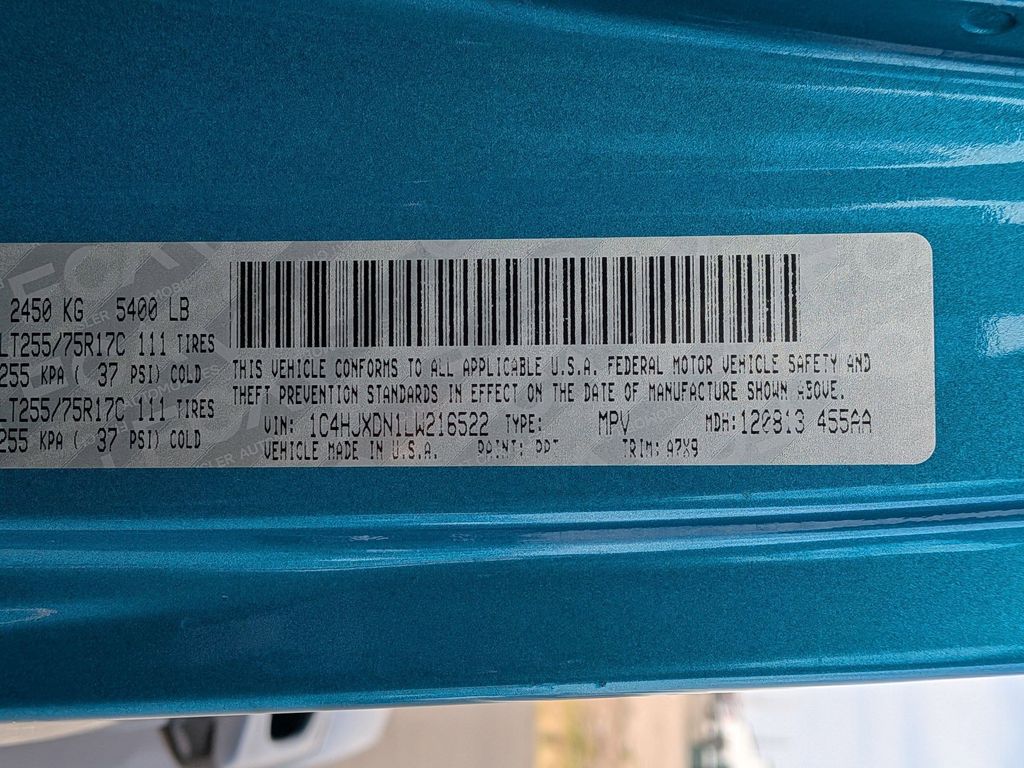 2450 KG 5400 LB
LT255/75R17C 111 TIRES
255 KPA ( 37 PSI) COLD
LT255/75R17C 111 TIRES
255 KPA ( 37 PSI) COLD
THIS VEHICLE CONFORMS TO ALL APPLICABLE U.S.A. FEDERAL MOTOR VEHICLE SAFETY AND
THEFT PREVENTION STANDARDS IN EFFECT ON THE DATE OF MANUFACTURE SHOWN ABOVE.
VIN: 1C4HJXDN1LW216522 TYPE: MPV MDH: 120813 455AA
VEHICLE MADE IN U.S.A. PAINT: TRIM: A7X9